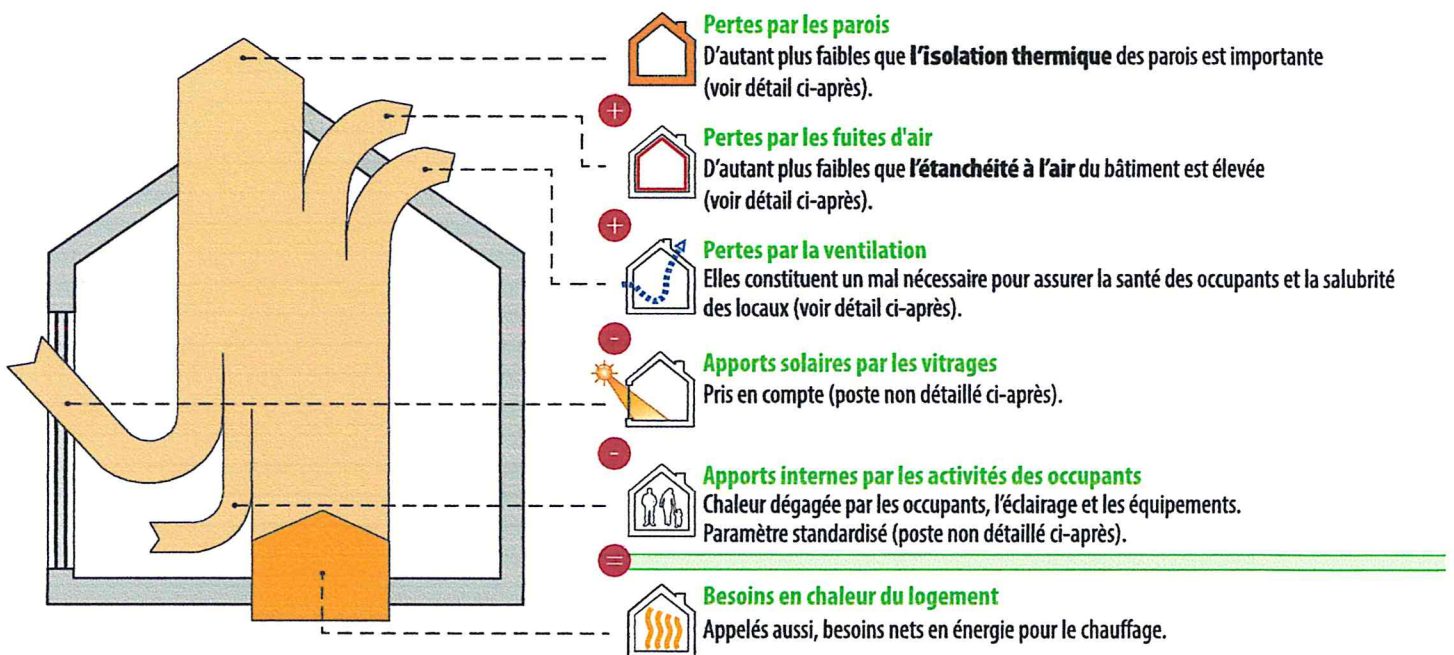 Pertes par les parois
D'autant plus faibles que l'isolation thermique des parois est importante
(voir détail ci-après).
+
Pertes par les fuites d'air
D'autant plus faibles que l'étanchéité à l'air du bâtiment est élevée
(voir détail ci-après).
+
Pertes par la ventilation
Elles constituent un mal nécessaire pour assurer la santé des occupants et la salubrité
des locaux (voir détail ci-après).
-
Apports solaires par les vitrages
Pris en compte (poste non détaillé ci-après).
-
Apports internes par les activités des occupants
Chaleur dégagée par les occupants, l'éclairage et les équipements.
Paramètre standardisé (poste non détaillé ci-après).
=
Besoins en chaleur du logement
Appelés aussi, besoins nets en énergie pour le chauffage.